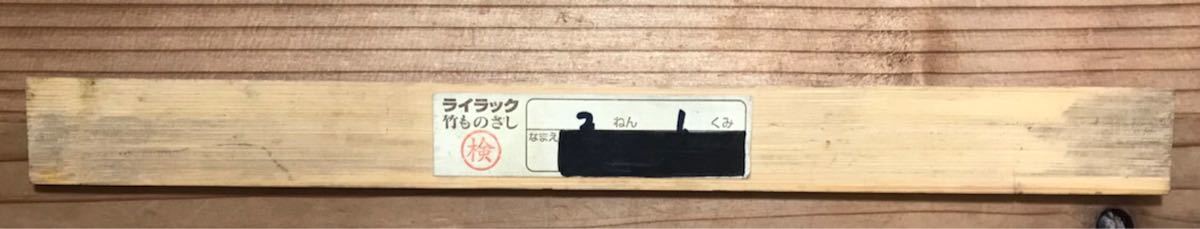 ライラック
竹ものさし
検
2 ねん 1 くみ
なまえ